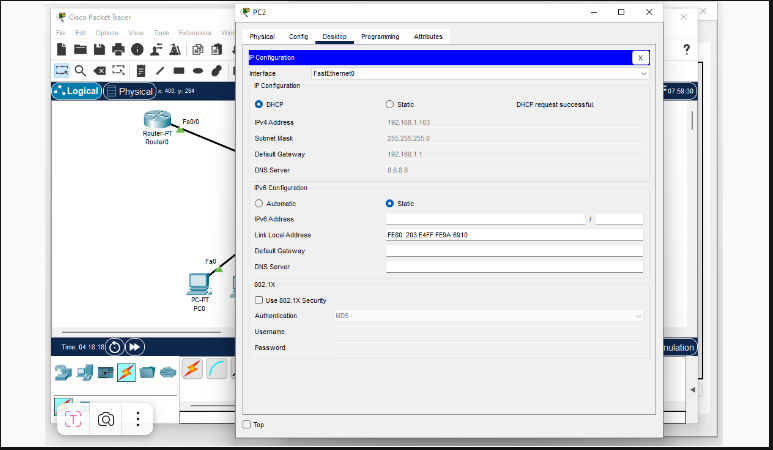 Cisco Packet Tracer
File Edit Options View Tools Extensions
Logical Physical x: 403, y: 284
Fa0/0
Router-PT
Router0
Fa0
PC-PT
PC0
Time: 04:18:18
PC2
Physical Config Desktop Programming Attributes
IP Configuration X
Interface FastEthernet0
IP Configuration
DHCP Static DHCP request successful.
IPv4 Address 192.168.1.103
Subnet Mask 255.255.255.0
Default Gateway 192.168.1.1
DNS Server 8.8.8.8
IPv6 Configuration
Automatic Static
IPv6 Address /
Link Local Address FE80::203:E4FF:FE9A:6910
Default Gateway
DNS Server
802.1X
Use 802.1X Security
Authentication MD5
Username
Password
Top
?
07:59:30
T